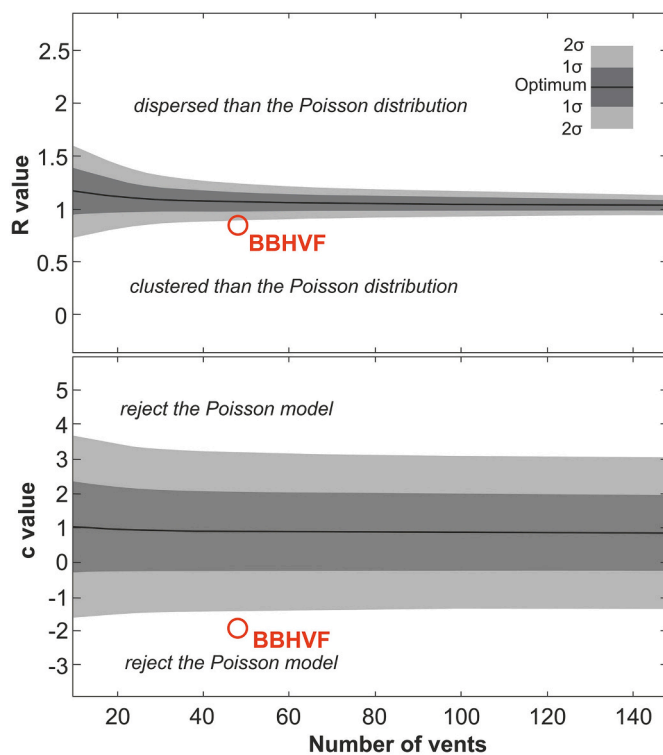 2.5
2
1.5
1
0.5
0
R value
dispersed than the Poisson distribution
2σ
1σ
Optimum
1σ
2σ
BBHVF
clustered than the Poisson distribution
5
4
3
2
1
0
-1
-2
-3
c value
reject the Poisson model
BBHVF
reject the Poisson model
20 40 60 80 100 120 140
Number of vents